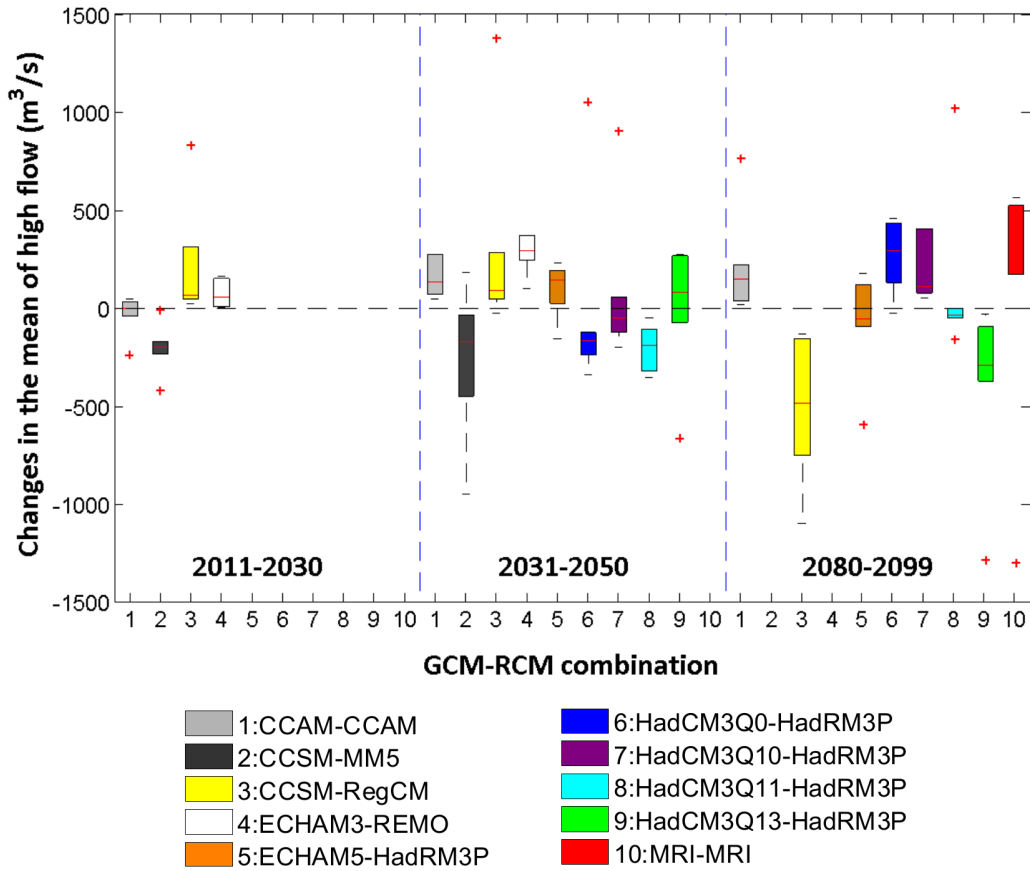 Changes in the mean of high flow (m³/s)
1500
1000
500
0
-500
-1000
-1500
2011-2030
2031-2050
2080-2099
1 2 3 4 5 6 7 8 9 10 1 2 3 4 5 6 7 8 9 10 1 2 3 4 5 6 7 8 9 10
GCM-RCM combination
1:CCAM-CCAM
2:CCSM-MM5
3:CCSM-RegCM
4:ECHAM3-REMO
5:ECHAM5-HadRM3P
6:HadCM3Q0-HadRM3P
7:HadCM3Q10-HadRM3P
8:HadCM3Q11-HadRM3P
9:HadCM3Q13-HadRM3P
10:MRI-MRI